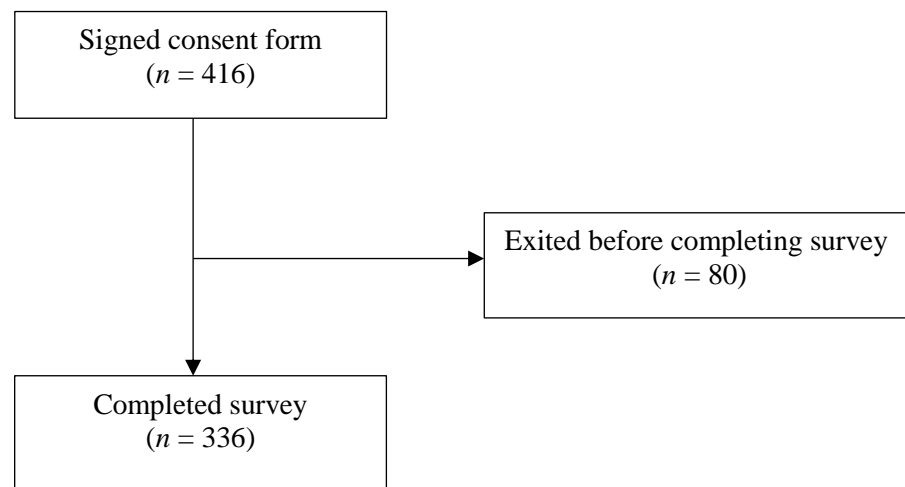 Signed consent form
(n = 416)
Exited before completing survey
(n = 80)
Completed survey
(n = 336)